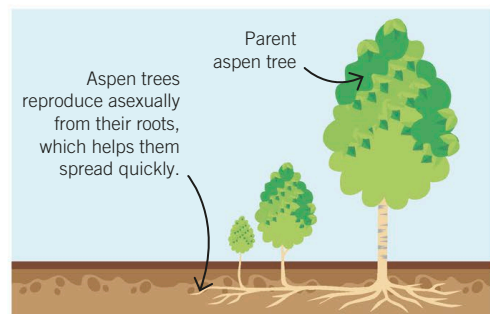 Parent
aspen tree
Aspen trees
reproduce asexually
from their roots,
which helps them
spread quickly.